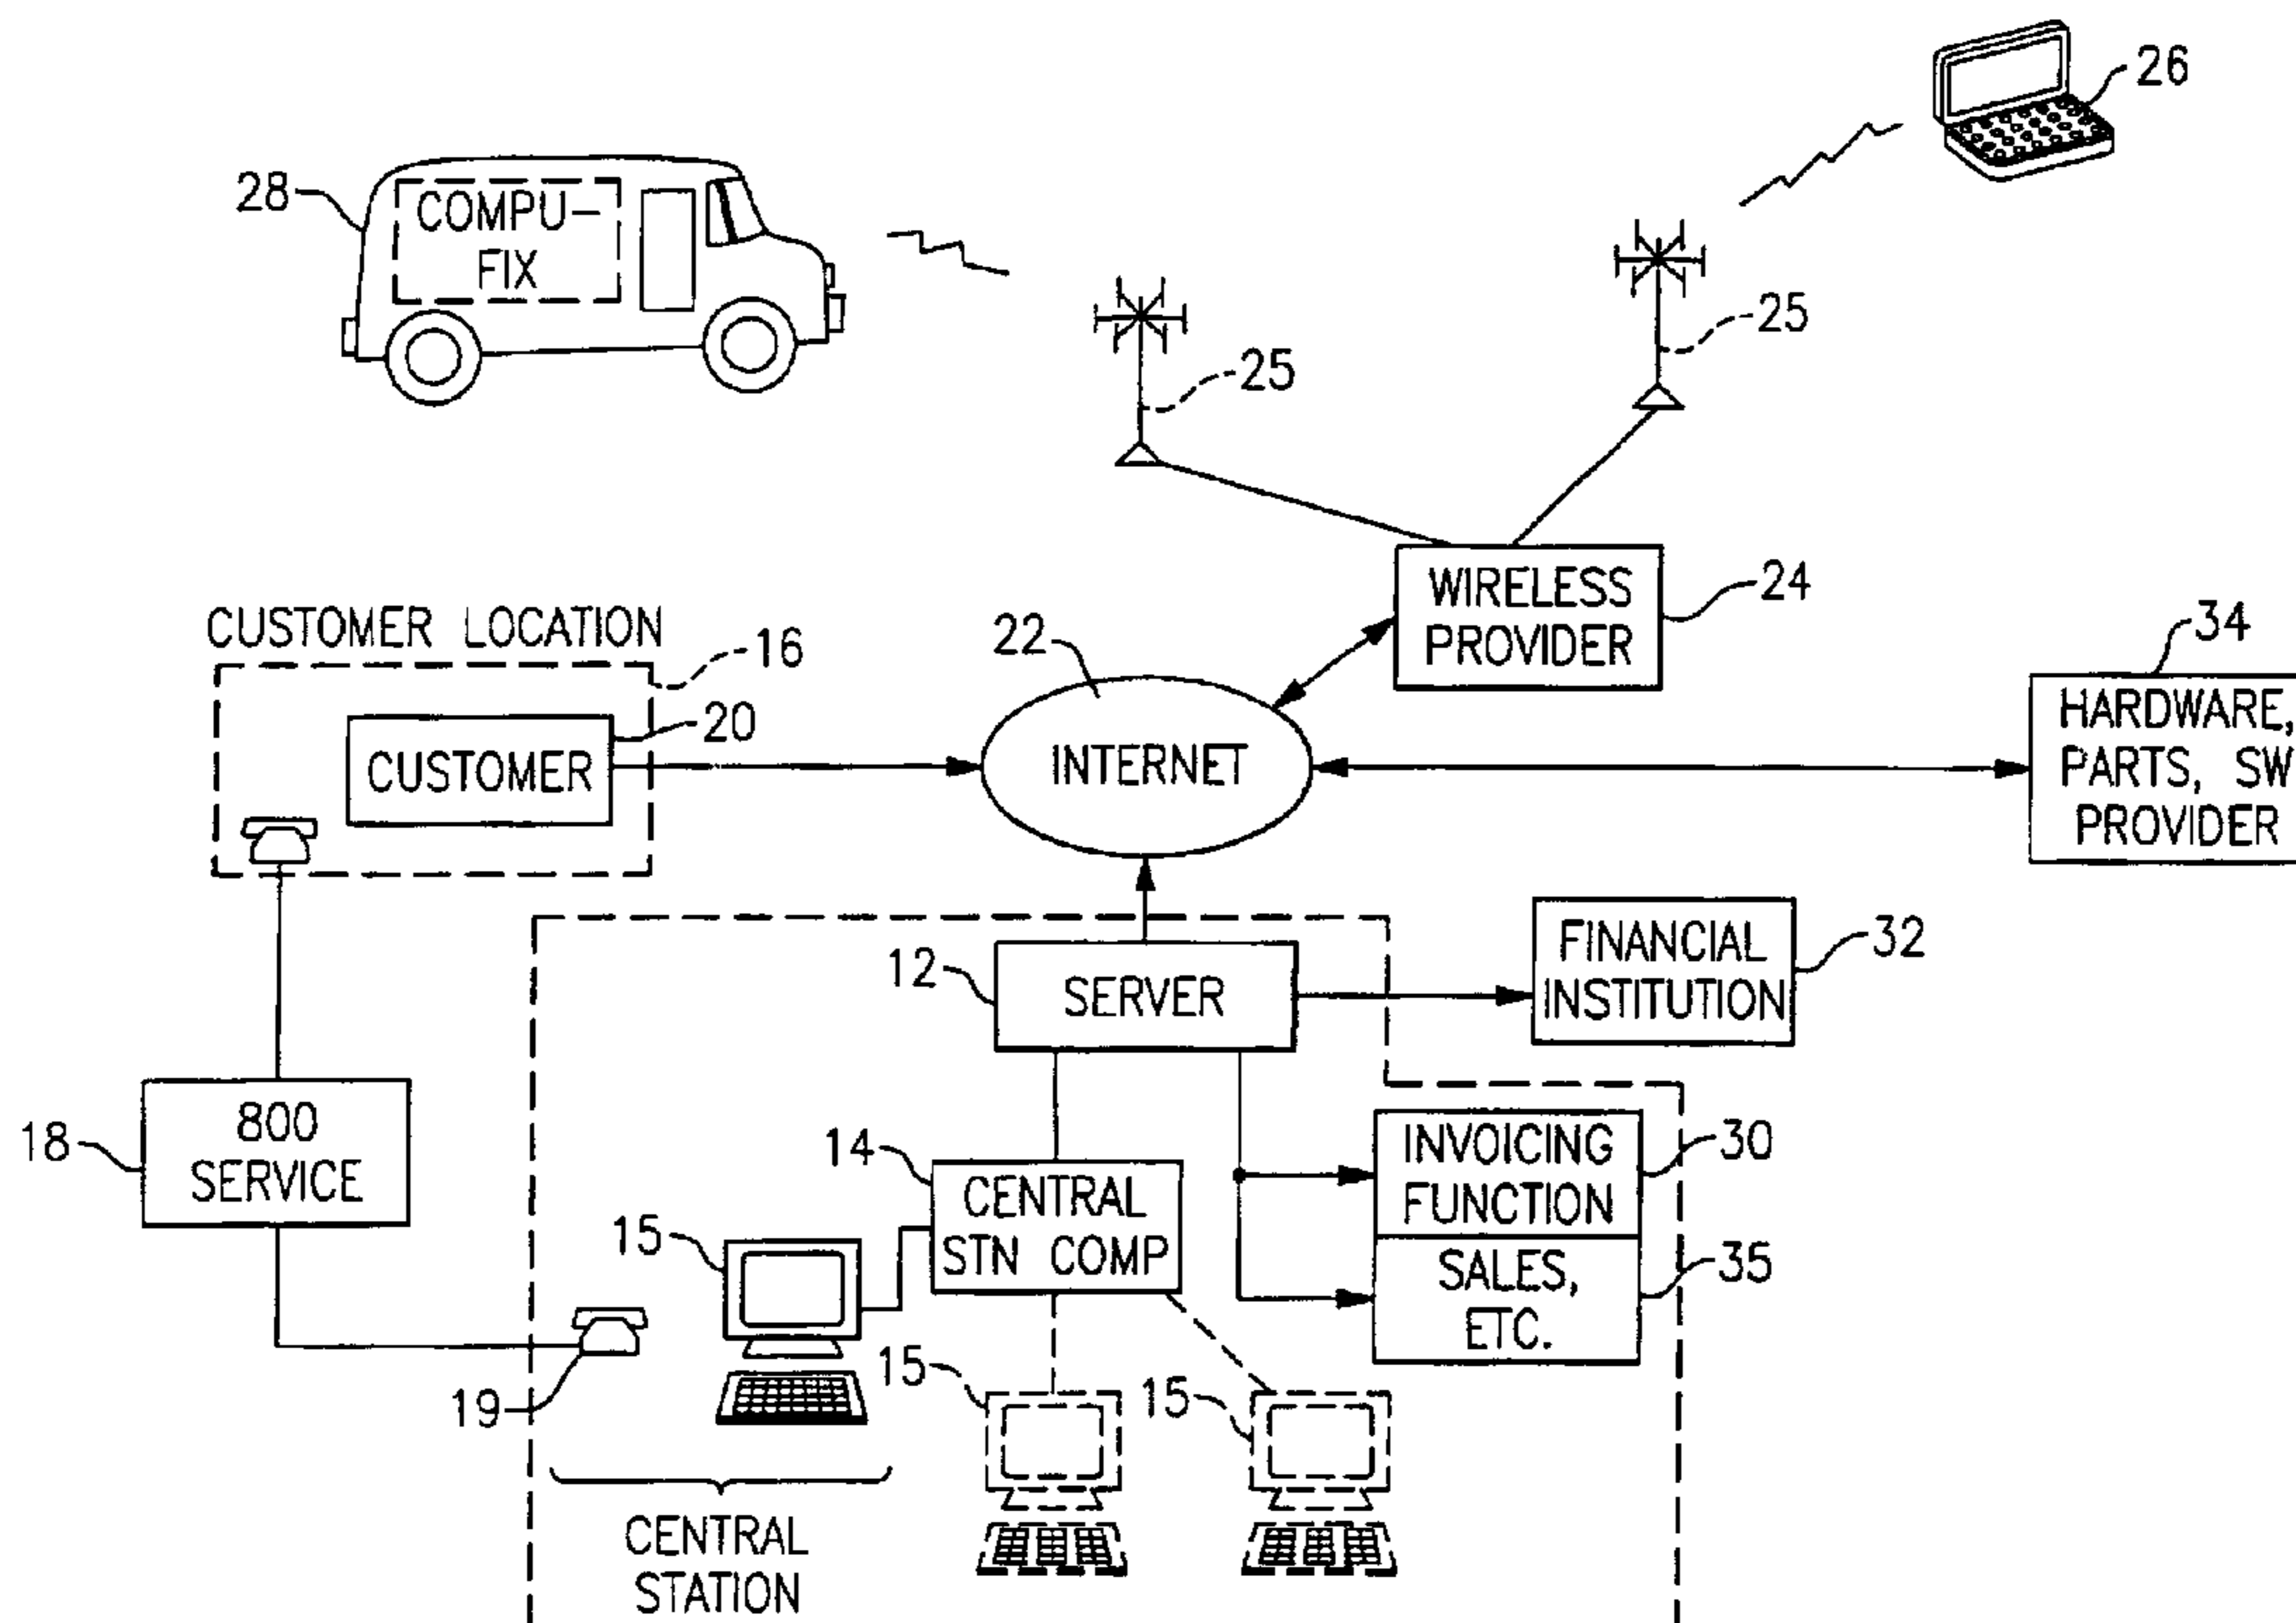 26
28
COMPU-
FIX
25
25
WIRELESS
PROVIDER
24
CUSTOMER LOCATION
16
22
34
20
CUSTOMER
INTERNET
HARDWARE,
PARTS, SW
PROVIDER
12
SERVER
FINANCIAL
INSTITUTION
32
18
800
SERVICE
14
CENTRAL
STN COMP
INVOICING
FUNCTION
30
15
SALES,
ETC.
35
19
15
15
CENTRAL
STATION